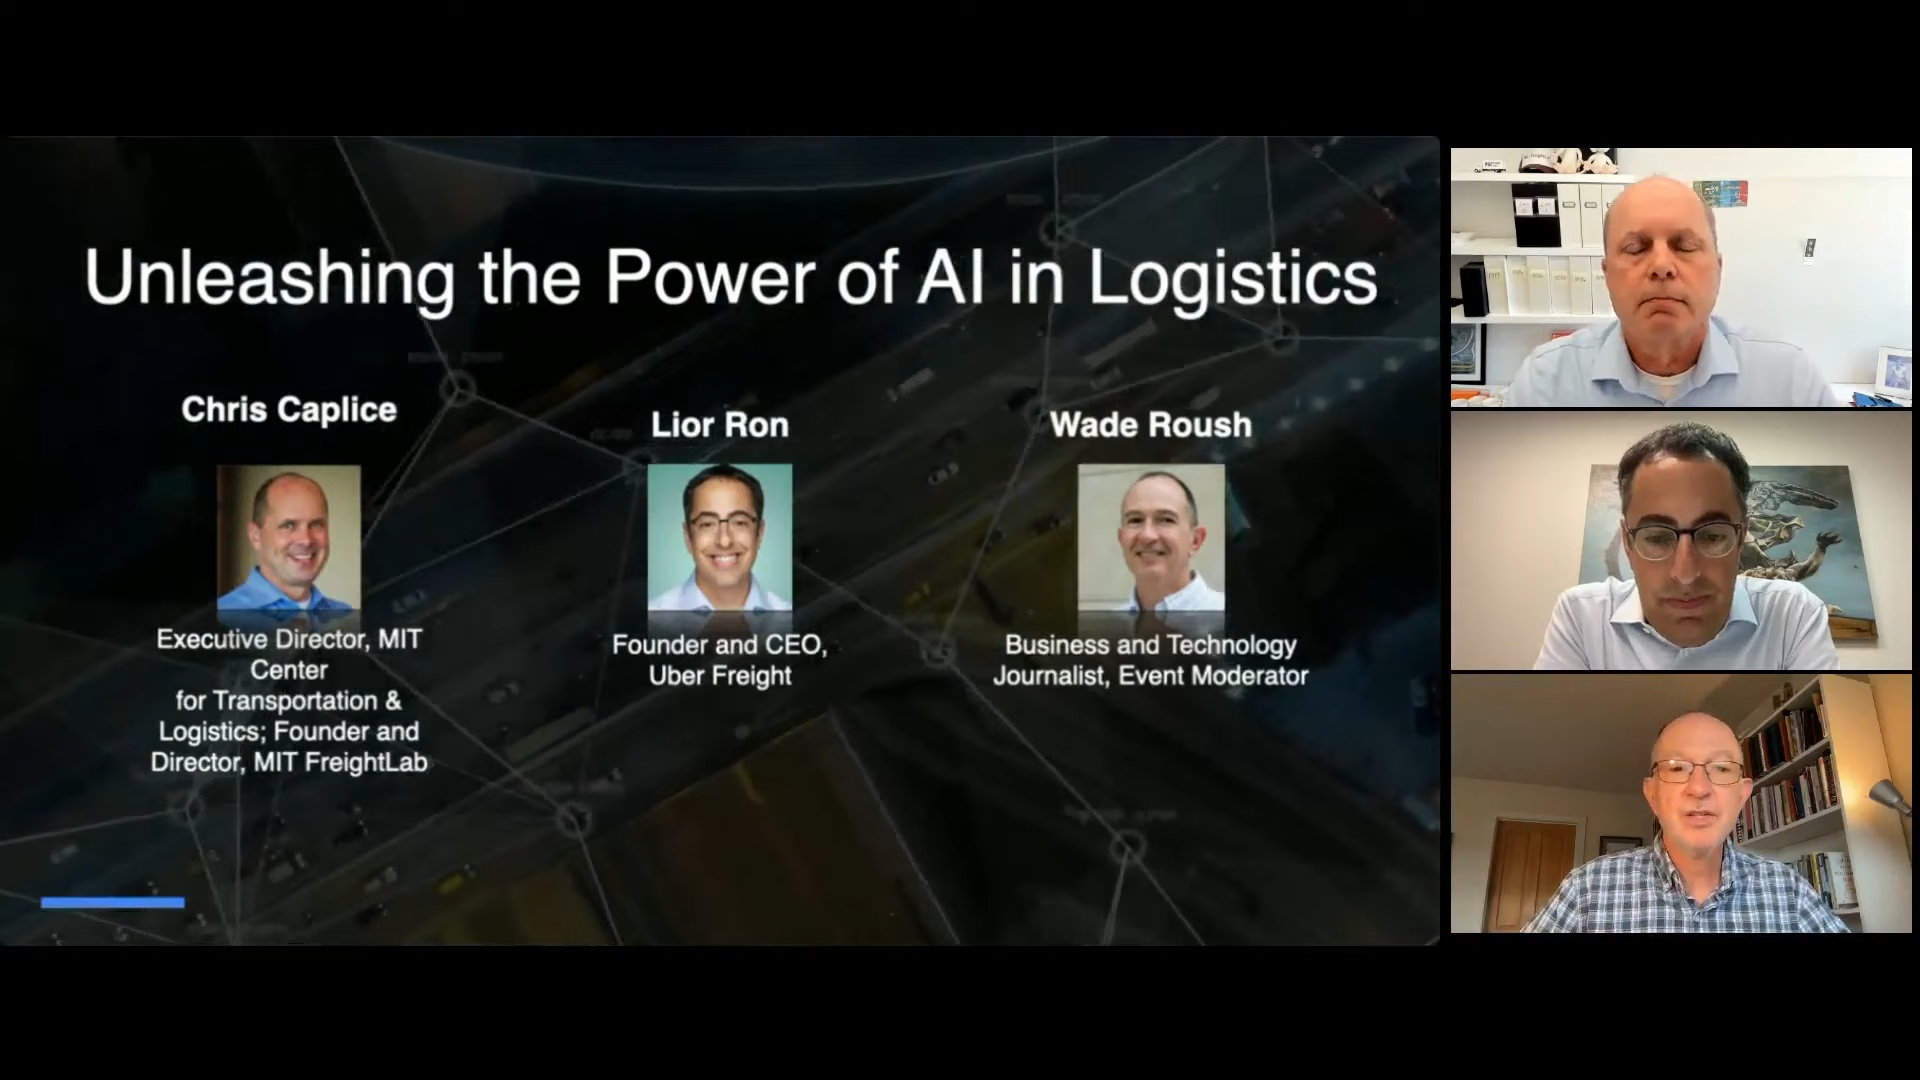 Unleashing the Power of AI in Logistics
Chris Caplice
Executive Director, MIT
Center
for Transportation &
Logistics; Founder and
Director, MIT FreightLab
Lior Ron
Founder and CEO,
Uber Freight
Wade Roush
Business and Technology
Journalist, Event Moderator